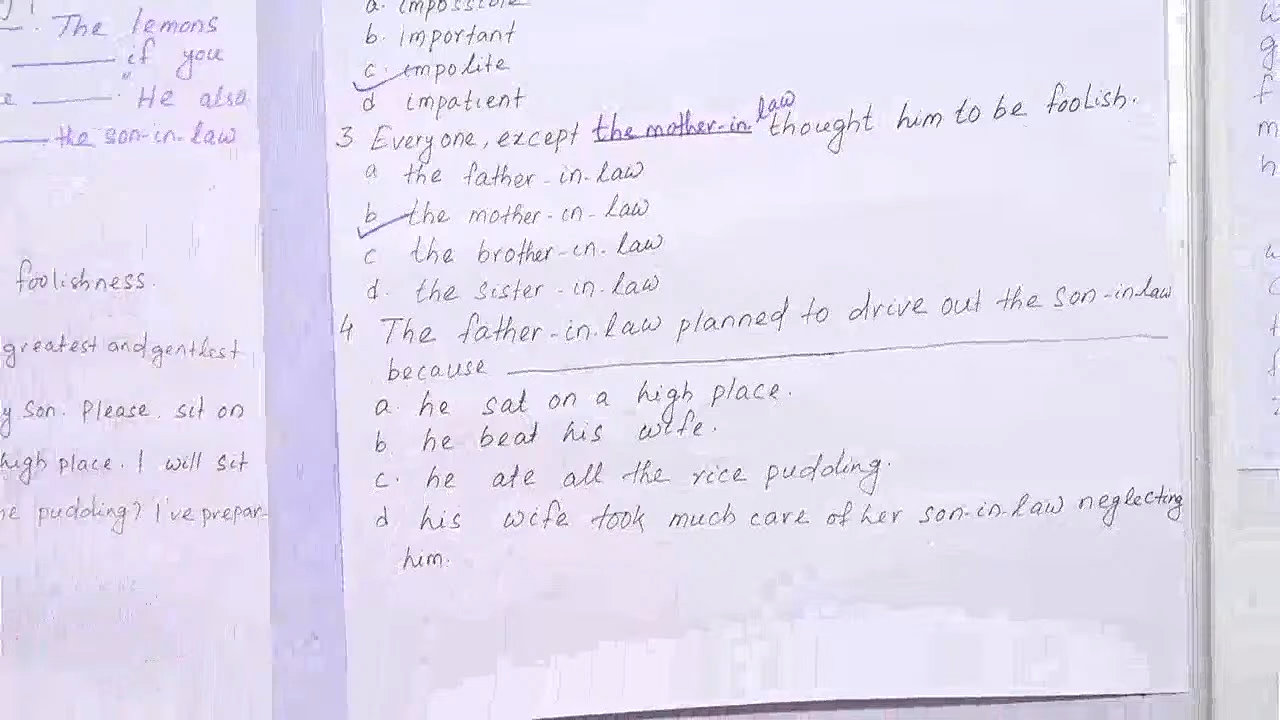 The lemons
if you
He also
the son-in-law
foolishness.
greatest and gentlest
y son. Please. sit on
high place. I will sit
he pudding? I've prepar-
a. impossible
b. important
c. impolite
d impatient
3 Everyone, except the mother-in law thought him to be foolish.
a the father-in-law
b the mother-in-law
c the brother-in-law
d. the sister-in-law
4 The father-in-law planned to drive out the son-in-law
because
a. he sat on a high place.
b. he beat his wife.
c. he ate all the rice pudding.
d his wife took much care of her son-in-law neglecting
him.